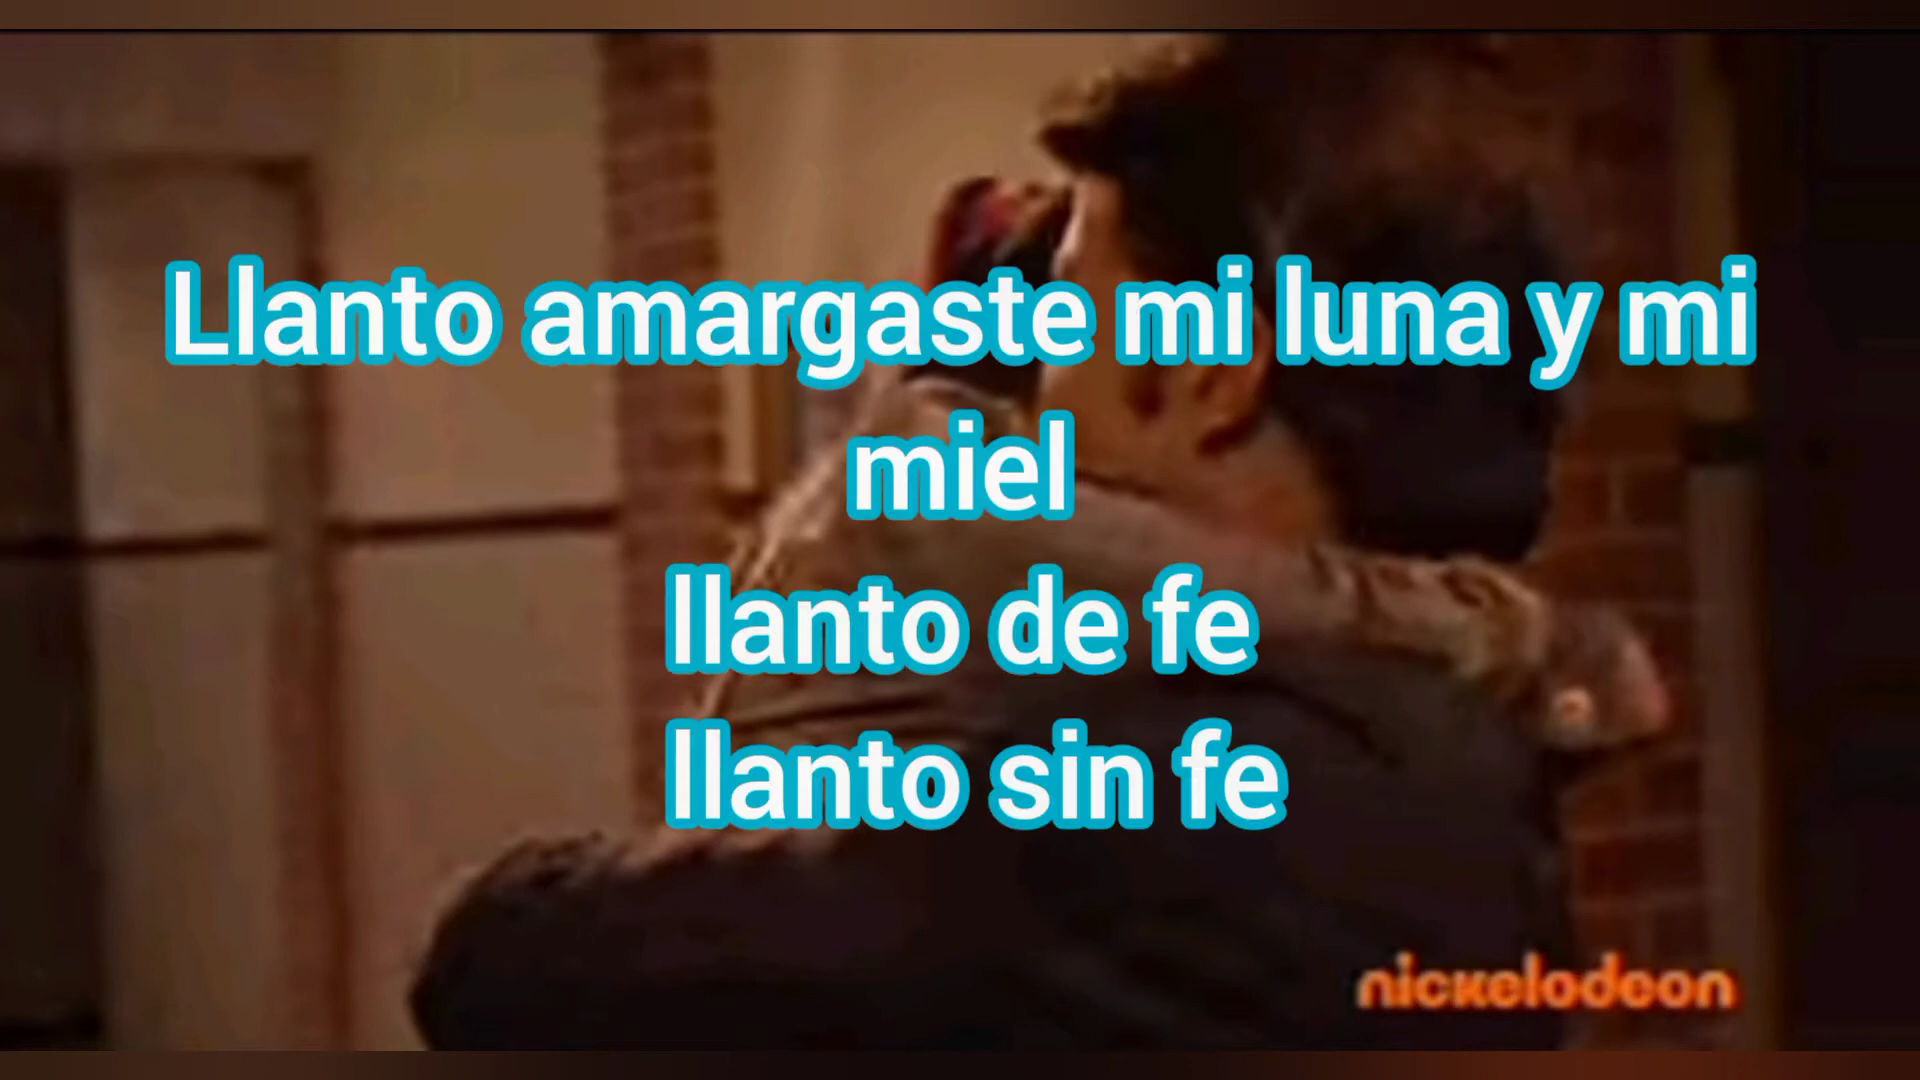 Llanto amargaste mi luna y mi
miel
llanto de fe
llanto sin fe
nickelodeon